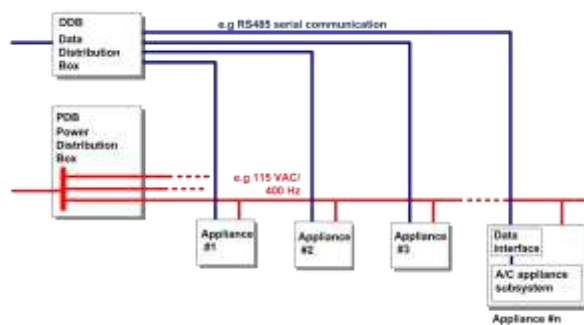 DDB
Data
Distribution
Box
e.g RS485 serial communication
PDB
Power
Distribution
Box
e.g 115 VAC/
400 Hz
Appliance
#1
Appliance
#2
Appliance
#3
Data
Interface
A/C appliance
subsystem
Appliance #n